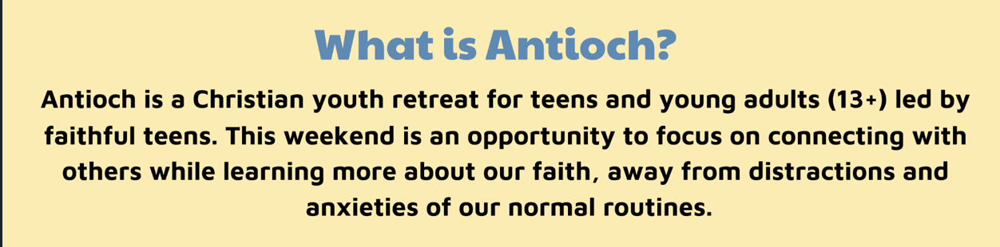 What is Antioch?
Antioch is a Christian youth retreat for teens and young adults (13+) led by
faithful teens. This weekend is an opportunity to focus on connecting with
others while learning more about our faith, away from distractions and
anxieties of our normal routines.